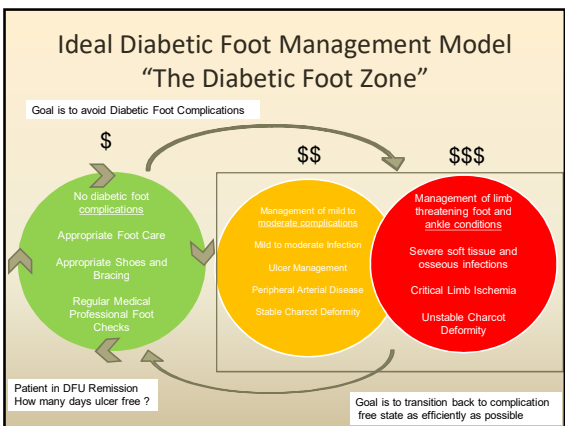 Ideal Diabetic Foot Management Model
“The Diabetic Foot Zone”
Goal is to avoid Diabetic Foot Complications
$
$$
$$$
No diabetic foot
complications
Appropriate Foot Care
Appropriate Shoes and
Bracing
Regular Medical
Professional Foot
Checks
Management of mild to
moderate complications
Mild to moderate Infection
Ulcer Management
Peripheral Arterial Disease
Stable Charcot Deformity
Management of limb
threatening foot and
ankle conditions
Severe soft tissue and
osseous infections
Critical Limb Ischemia
Unstable Charcot
Deformity
Patient in DFU Remission
How many days ulcer free ?
Goal is to transition back to complication
free state as efficiently as possible